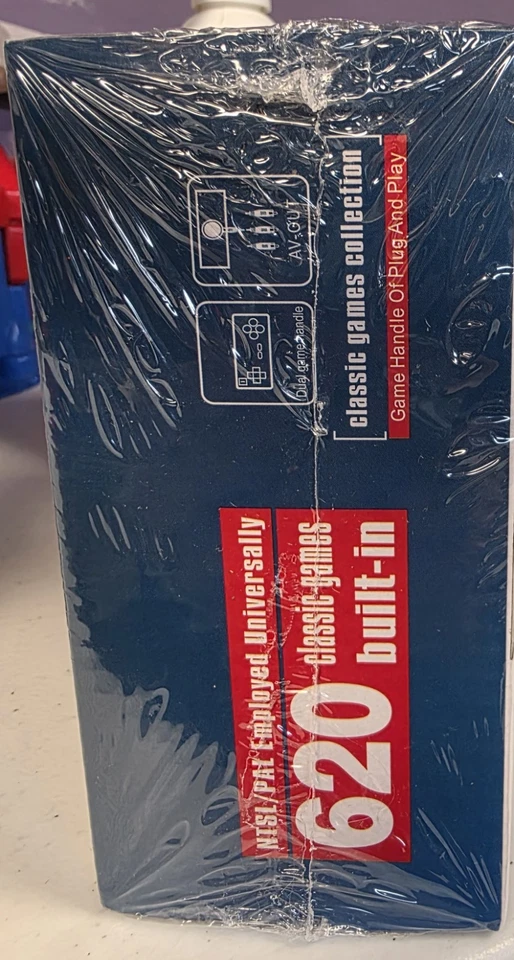 NTSL/PAL Employed Universally
620
classic games
built-in
Dual game handle
AV-OUT
classic games collection
Game Handle Of Plug And Play